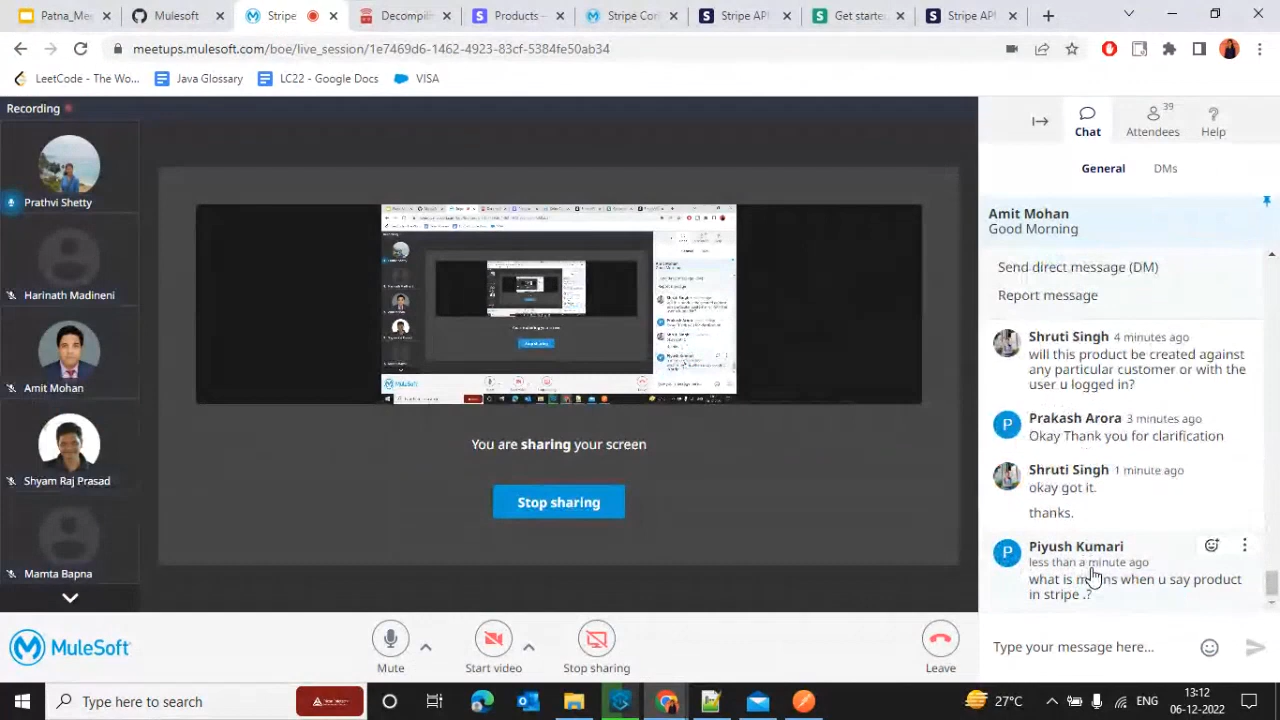 Patna_Me:
Mulesoft
Stripe
Decompili
Products –
Stripe Co
Stripe API
Get starte
Stripe API
meetups.mulesoft.com/boe/live_session/1e7469d6-1462-4923-83cf-5384fe50ab34
LeetCode - The Wo...
Java Glossary
LC22 - Google Docs
VISA
Recording
Prathvi Shetty
Harinath Madineni
Amit Mohan
Shyam Raj Prasad
Mamta Bapna
You are sharing your screen
Stop sharing
39
Chat
Attendees
Help
General
DMs
Amit Mohan
Good Morning
Send direct message (DM)
Report message
Shruti Singh 4 minutes ago
will this product be created against
any particular customer or with the
user u logged in?
Prakash Arora 3 minutes ago
Okay Thank you for clarification
Shruti Singh 1 minute ago
okay got it.
thanks.
Piyush Kumari
less than a minute ago
what is means when u say product
in stripe .?
MuleSoft
Mute
Start video
Stop sharing
Leave
Type your message here...
Type here to search
27°C
ENG
13:12
06-12-2022